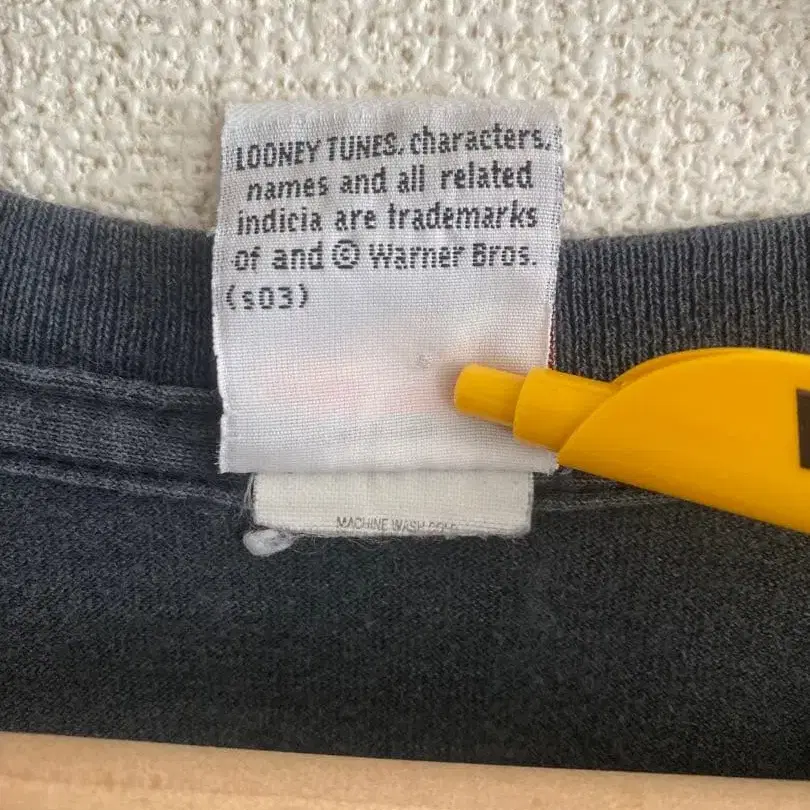 LOONEY TUNES, characters,
names and all related
indicia are trademarks
of and © Warner Bros.
(s03)
MACHINE WASH COLD